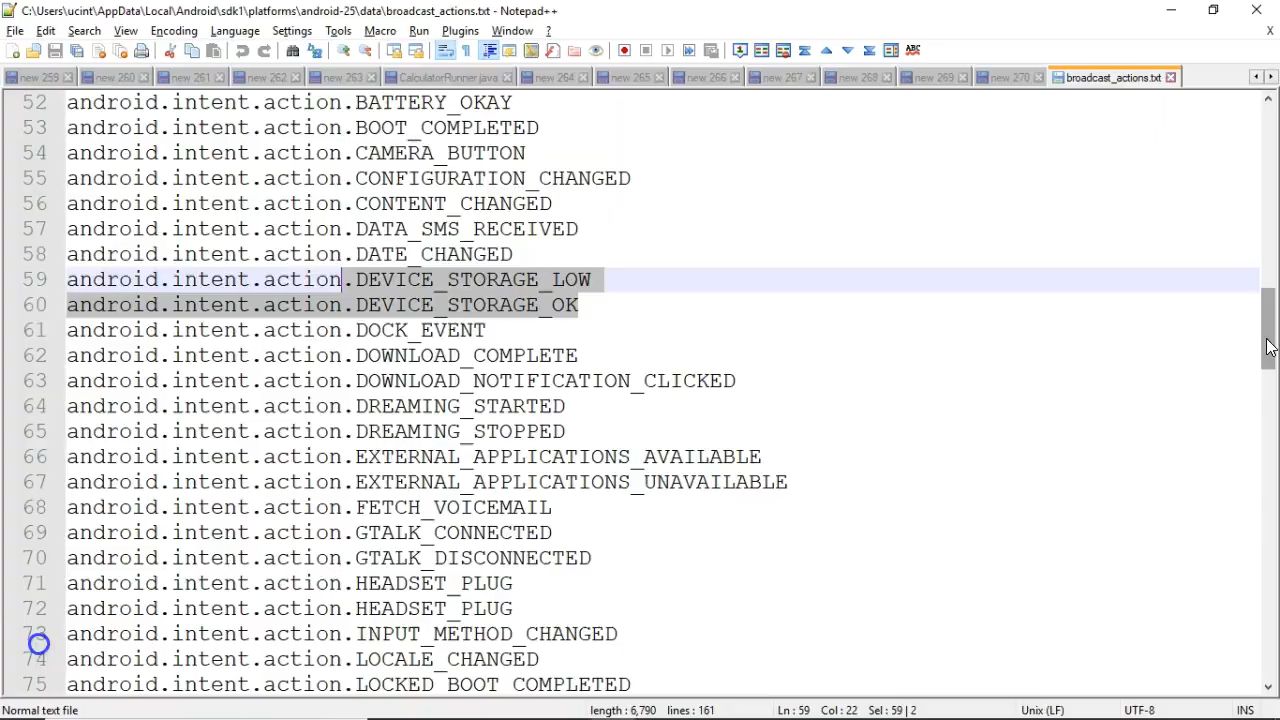 C:\Users\ucint\AppData\Local\Android\sdk1\platforms\android-25\data\broadcast_actions.txt - Notepad++
File Edit Search View Encoding Language Settings Tools Macro Run Plugins Window ? X
new 259 new 260 new 261 new 262 new 263 CalculatorRunner.java new 264 new 265 new 266 new 267 new 268 new 269 new 270 broadcast_actions.txt
52 android.intent.action.BATTERY_OKAY
53 android.intent.action.BOOT_COMPLETED
54 android.intent.action.CAMERA_BUTTON
55 android.intent.action.CONFIGURATION_CHANGED
56 android.intent.action.CONTENT_CHANGED
57 android.intent.action.DATA_SMS_RECEIVED
58 android.intent.action.DATE_CHANGED
59 android.intent.action.DEVICE_STORAGE_LOW
60 android.intent.action.DEVICE_STORAGE_OK
61 android.intent.action.DOCK_EVENT
62 android.intent.action.DOWNLOAD_COMPLETE
63 android.intent.action.DOWNLOAD_NOTIFICATION_CLICKED
64 android.intent.action.DREAMING_STARTED
65 android.intent.action.DREAMING_STOPPED
66 android.intent.action.EXTERNAL_APPLICATIONS_AVAILABLE
67 android.intent.action.EXTERNAL_APPLICATIONS_UNAVAILABLE
68 android.intent.action.FETCH_VOICEMAIL
69 android.intent.action.GTALK_CONNECTED
70 android.intent.action.GTALK_DISCONNECTED
71 android.intent.action.HEADSET_PLUG
72 android.intent.action.HEADSET_PLUG
73 android.intent.action.INPUT_METHOD_CHANGED
74 android.intent.action.LOCALE_CHANGED
75 android.intent.action.LOCKED_BOOT_COMPLETED
Normal text file length : 6,790 lines : 161 Ln : 59 Col : 22 Sel : 59 | 2 Unix (LF) UTF-8 INS